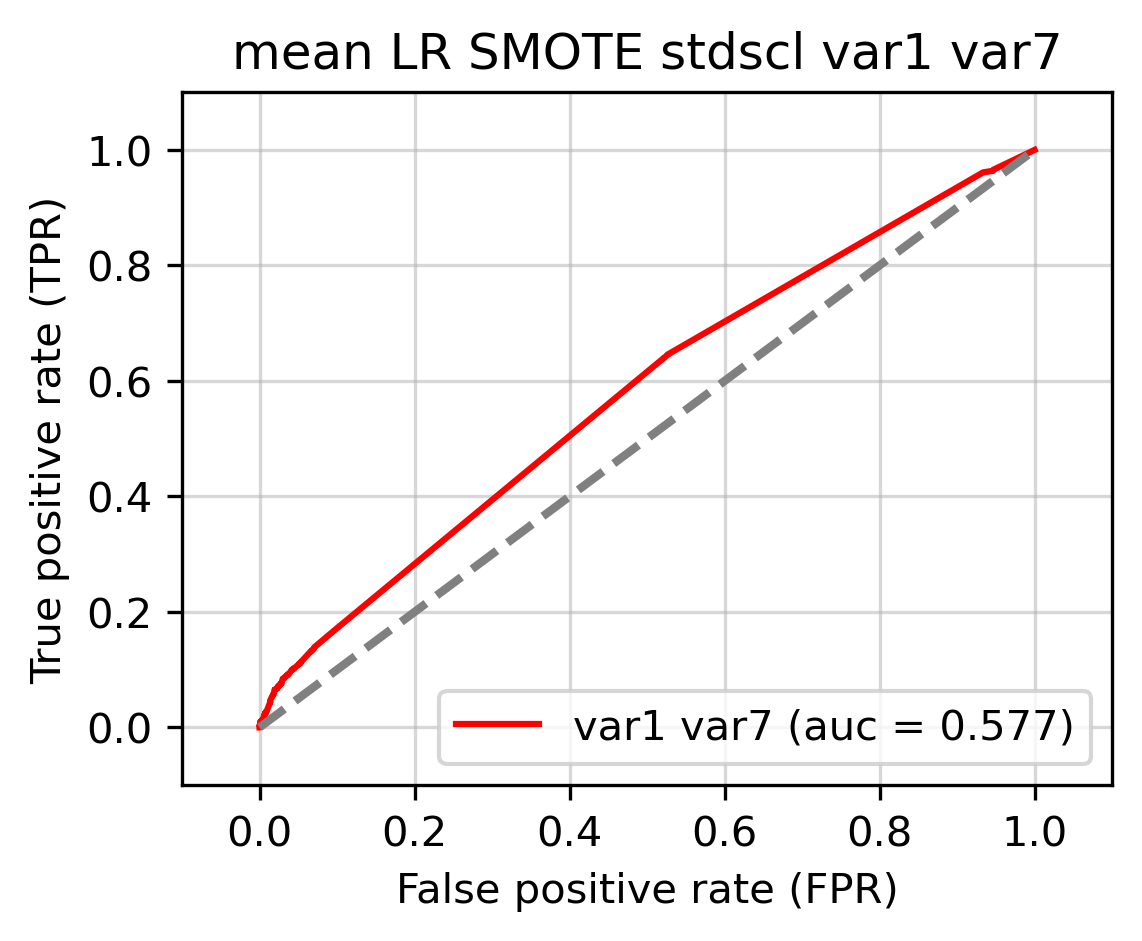 mean LR SMOTE stdscl var1 var7
True positive rate (TPR)
1.0
0.8
0.6
0.4
0.2
0.0
var1 var7 (auc = 0.577)
0.0 0.2 0.4 0.6 0.8 1.0
False positive rate (FPR)